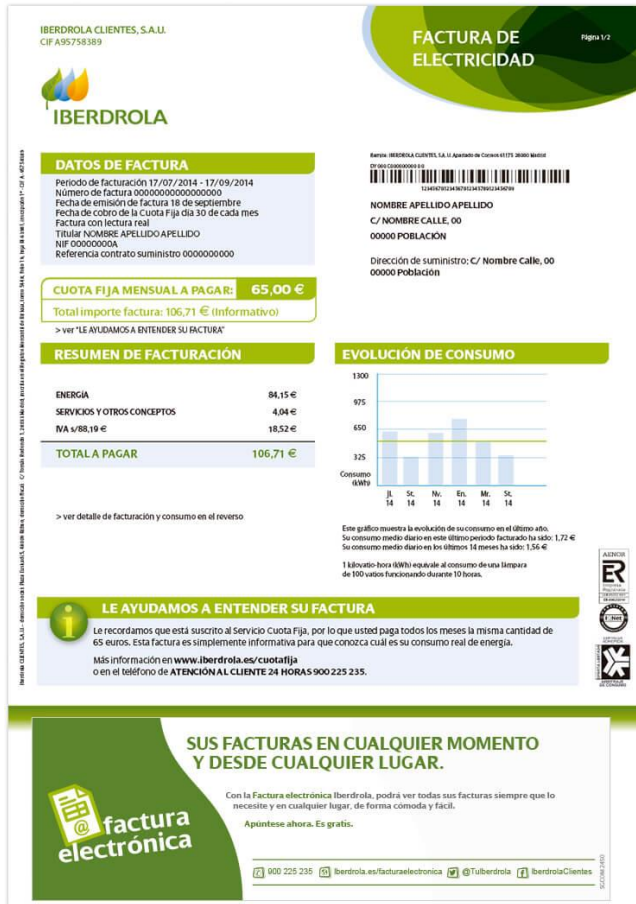 IBERDROLA CLIENTES, S.A.U.
CIF A95758389
FACTURA DE
ELECTRICIDAD
Página 1/2
IBERDROLA
DATOS DE FACTURA
Periodo de facturación 17/07/2014 - 17/09/2014
Número de factura 00000000000000000
Fecha de emisión de factura 18 de septiembre
Fecha de cobro de la Cuota Fija día 30 de cada mes
Factura con lectura real
Titular NOMBRE APELLIDO APELLIDO
NIF 00000000A
Referencia contrato suministro 0000000000
NOMBRE APELLIDO APELLIDO
C/ NOMBRE CALLE, 00
00000 POBLACIÓN
Dirección de suministro: C/ Nombre Calle, 00
00000 Población
CUOTA FIJA MENSUAL A PAGAR: 65,00 €
Total importe factura: 106,71 € (Informativo)
> ver "LE AYUDAMOS A ENTENDER SU FACTURA"
RESUMEN DE FACTURACIÓN
ENERGÍA 84,15 €
SERVICIOS Y OTROS CONCEPTOS 4,04 €
IVA s/88,19 € 18,52 €
TOTAL A PAGAR 106,71 €
> ver detalle de facturación y consumo en el reverso
EVOLUCIÓN DE CONSUMO
1300
975
650
325
Consumo
(kWh)
Jl. St. Nv. En. Mr. St.
14 14 14 14 14 14
Este gráfico muestra la evolución de su consumo en el último año.
Su consumo medio diario en este último periodo facturado ha sido: 1,72 €
Su consumo medio diario en los últimos 14 meses ha sido: 1,56 €
1 kilovatio-hora (kWh) equivale al consumo de una lámpara
de 100 vatios funcionando durante 10 horas.
AENOR
ER
LE AYUDAMOS A ENTENDER SU FACTURA
Le recordamos que está suscrito al Servicio Cuota Fija, por lo que usted paga todos los meses la misma cantidad de
65 euros. Esta factura es simplemente informativa para que conozca cuál es su consumo real de energía.
Más información en www.iberdrola.es/cuotafija
o en el teléfono de ATENCIÓN AL CLIENTE 24 HORAS 900 225 235.
SUS FACTURAS EN CUALQUIER MOMENTO
Y DESDE CUALQUIER LUGAR.
Con la Factura electrónica Iberdrola, podrá ver todas sus facturas siempre que lo
necesite y en cualquier lugar, de forma cómoda y fácil.
Apúntese ahora. Es gratis.
@
factura
electrónica
900 225 235 Iberdrola.es/facturaelectronica @TuIberdrola IberdrolaClientes